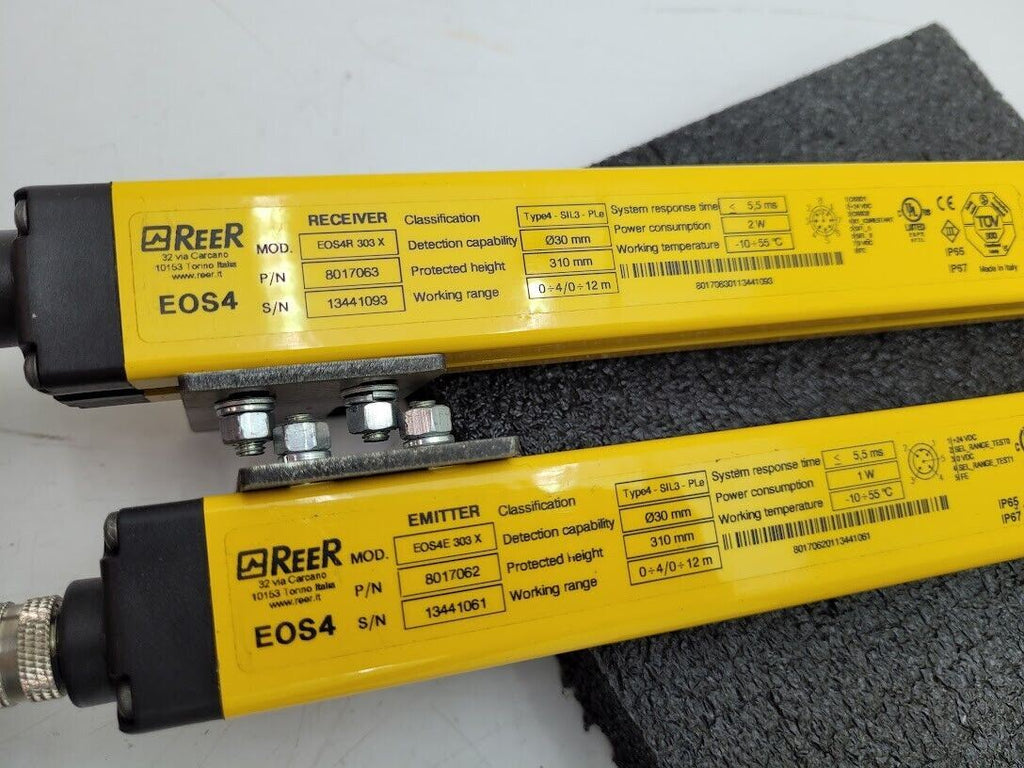 REER
32 via Carcano
10153 Torino Italia
www.reer.it
EOS4
RECEIVER
MOD. EOS4R 303 X
P/N 8017063
S/N 13441093
Classification Type4 - SIL3 - PLe
Detection capability Ø30 mm
Protected height 310 mm
Working range 0÷4/0÷12 m
System response time ≤ 5,5 ms
Power consumption 2 W
Working temperature -10÷55 °C
80170630113441093
UL
LISTED
CE
TÜV
IP65
IP67
Made in Italy
REER
32 via Carcano
10153 Torino Italia
www.reer.it
EOS4
EMITTER
MOD. EOS4E 303 X
P/N 8017062
S/N 13441061
Classification Type4 - SIL3 - PLe
Detection capability Ø30 mm
Protected height 310 mm
Working range 0÷4/0÷12 m
System response time ≤ 5,5 ms
Power consumption 1 W
Working temperature -10÷55 °C
80170620113441061
1)+24 VDC
2)SEL_RANGE_TEST0
3)0 VDC
4)SEL_RANGE_TEST1
5)FE
IP65
IP67